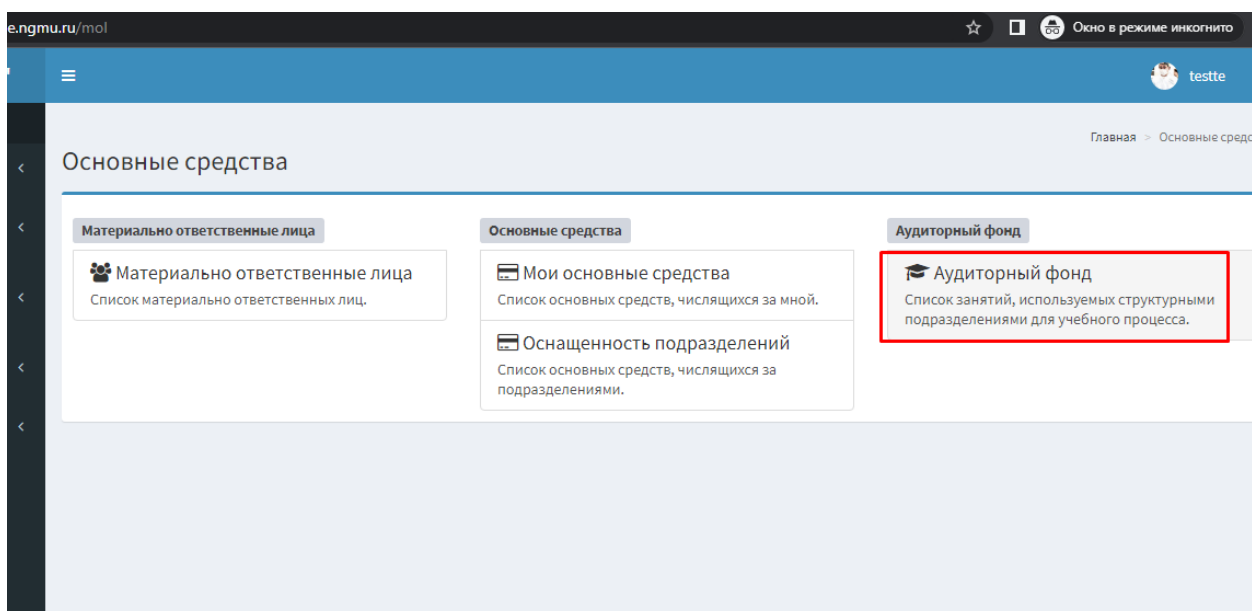 e.ngmu.ru/mol
Окно в режиме инкогнито
testte
Главная > Основные сред
Основные средства
Материально ответственные лица
Материально ответственные лица
Список материально ответственных лиц.
Основные средства
Мои основные средства
Список основных средств, числящихся за мной.
Оснащенность подразделений
Список основных средств, числящихся за
подразделениями.
Аудиторный фонд
Аудиторный фонд
Список занятий, используемых структурными
подразделениями для учебного процесса.